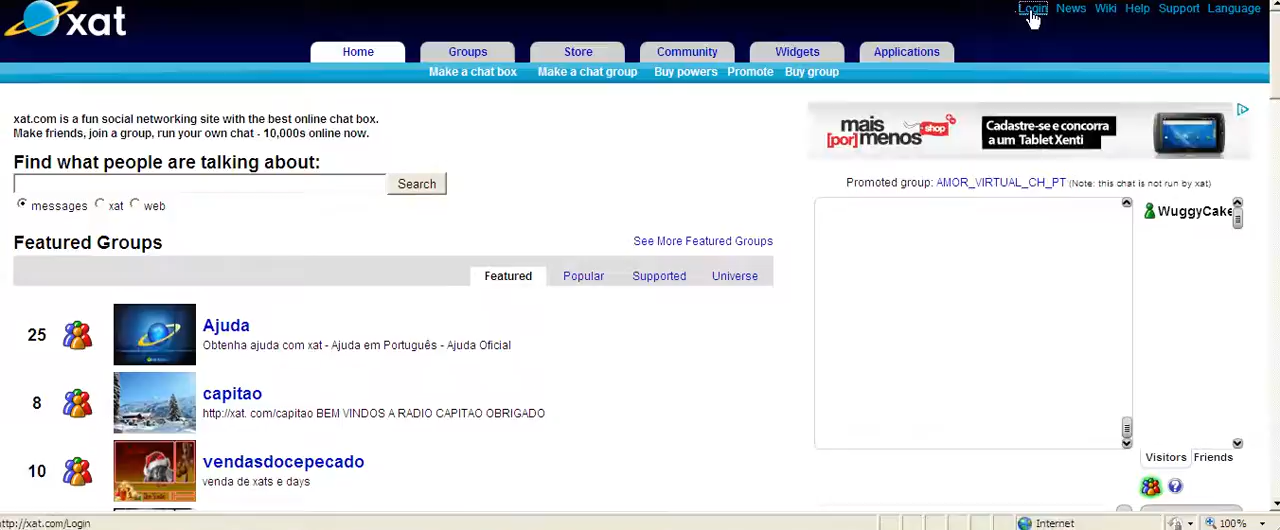 xat
Login News Wiki Help Support Language
Home Groups Store Community Widgets Applications
Make a chat box Make a chat group Buy powers Promote Buy group
xat.com is a fun social networking site with the best online chat box.
Make friends, join a group, run your own chat - 10,000s online now.
Find what people are talking about:
Search
messages xat web
Featured Groups
See More Featured Groups
Featured Popular Supported Universe
25
Ajuda
Obtenha ajuda com xat - Ajuda em Português - Ajuda Oficial
8
capitao
http://xat. com/capitao BEM VINDOS A RADIO CAPITAO OBRIGADO
10
vendasdocepecado
venda de xats e days
mais
[por]menos
shop
Cadastre-se e concorra
a um Tablet Xenti
Promoted group: AMOR_VIRTUAL_CH_PT (Note: this chat is not run by xat)
WuggyCake
Visitors Friends
http://xat.com/Login
Internet
100%